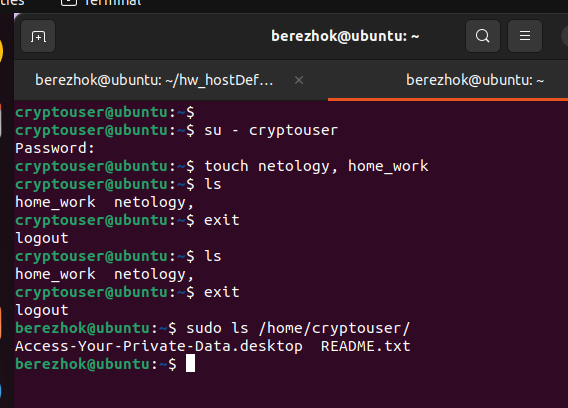 Terminal
berezhok@ubuntu: ~
berezhok@ubuntu: ~/hw_hostDef…
berezhok@ubuntu: ~
cryptouser@ubuntu:~$
cryptouser@ubuntu:~$ su - cryptouser
Password:
cryptouser@ubuntu:~$ touch netology, home_work
cryptouser@ubuntu:~$ ls
home_work  netology,
cryptouser@ubuntu:~$ exit
logout
cryptouser@ubuntu:~$ ls
home_work  netology,
cryptouser@ubuntu:~$ exit
logout
berezhok@ubuntu:~$ sudo ls /home/cryptouser/
Access-Your-Private-Data.desktop  README.txt
berezhok@ubuntu:~$